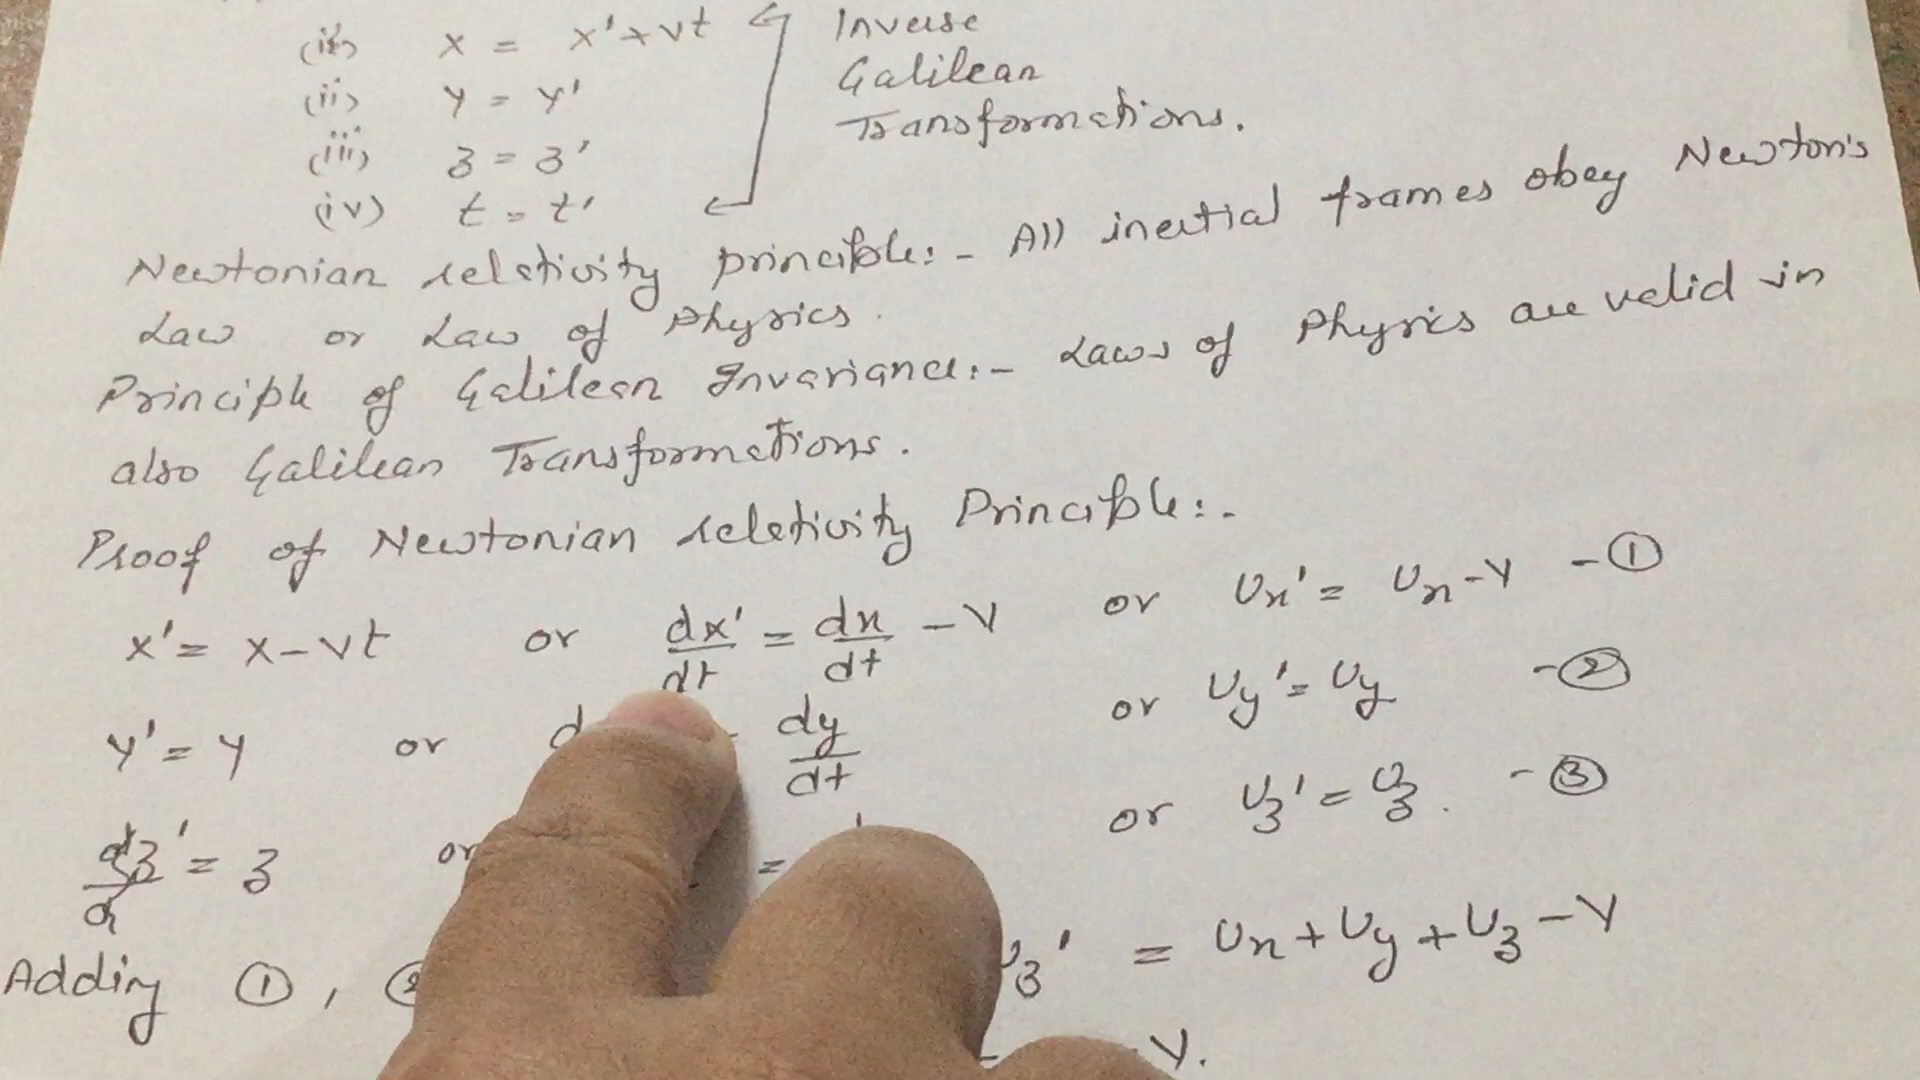 (i) x = x' + vt Inverse
(ii) y = y' Galilean
(iii) z = z' Transformations.
(iv) t = t'
Newtonian relativity principle:- All inertial frames obey Newton's
Law or Law of Physics.
Principle of Galilean Invariance:- Laws of Physics are valid in
also Galilean Transformations.
Proof of Newtonian relativity Principle:-
x' = x - vt or dx'/dt = dx/dt - v or Ux' = Ux - v -①
y' = y or d = dy/dt or Uy' = Uy -②
z' = z or = or Uz' = Uz. -③
Adding ①, ② Uz' = Ux + Uy + Uz - v
- v.